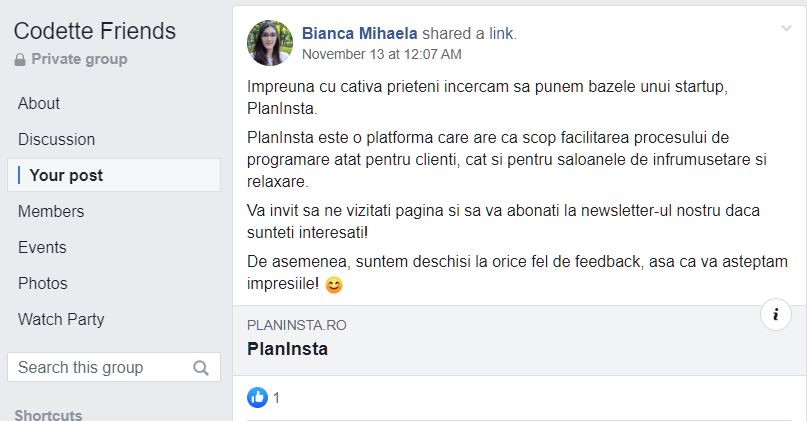 Codette Friends
Private group
About
Discussion
Your post
Members
Events
Photos
Watch Party
Search this group
Shortcuts
Bianca Mihaela shared a link.
November 13 at 12:07 AM
Impreuna cu cativa prieteni incercam sa punem bazele unui startup,
PlanInsta.
PlanInsta este o platforma care are ca scop facilitarea procesului de
programare atat pentru clienti, cat si pentru saloanele de infrumusetare si
relaxare.
Va invit sa ne vizitati pagina si sa va abonati la newsletter-ul nostru daca
sunteti interesati!
De asemenea, suntem deschisi la orice fel de feedback, asa ca va asteptam
impresiile! 😊
PLANINSTA.RO
PlanInsta
i
1